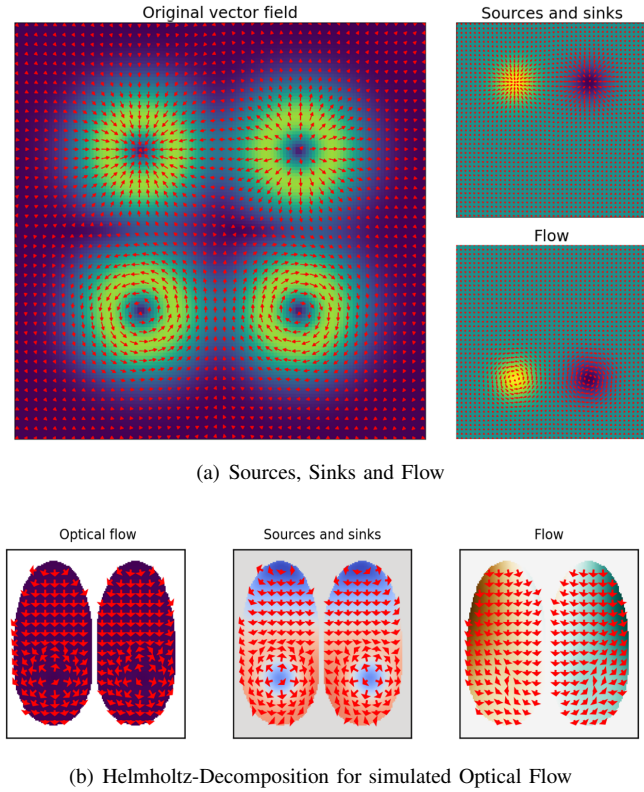 Original vector field
Sources and sinks
Flow
(a) Sources, Sinks and Flow
Optical flow
Sources and sinks
Flow
(b) Helmholtz-Decomposition for simulated Optical Flow